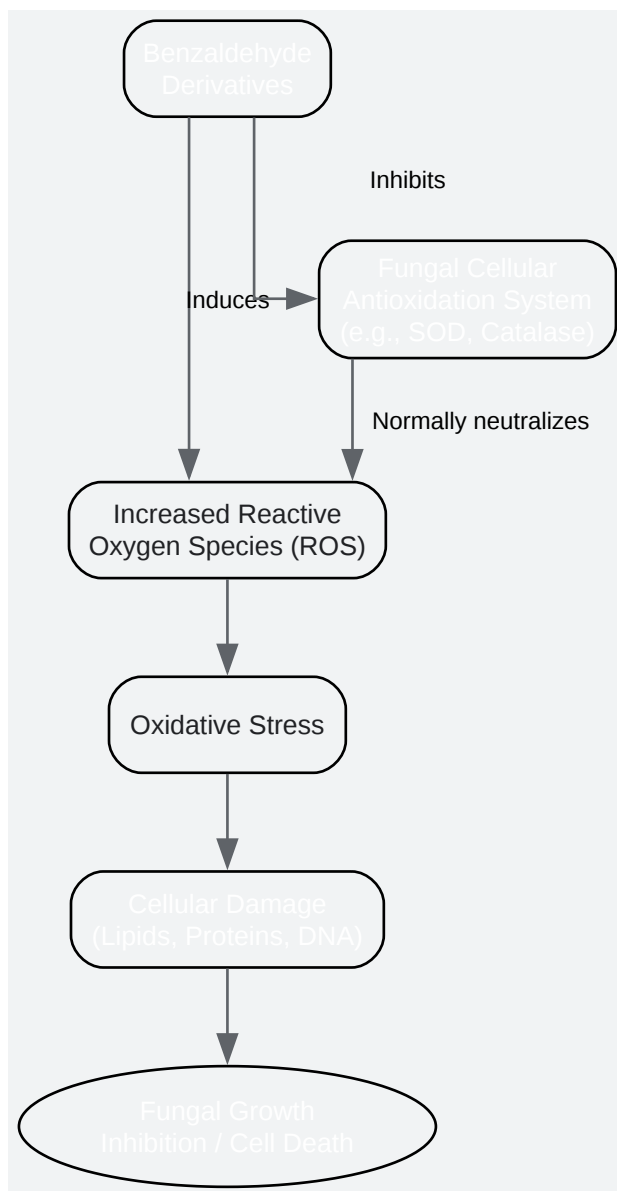 Benzaldehyde
Derivatives
Inhibits
Fungal Cellular
Antioxidation System
(e.g., SOD, Catalase)
Induces
Normally neutralizes
Increased Reactive
Oxygen Species (ROS)
Oxidative Stress
Cellular Damage
(Lipids, Proteins, DNA)
Fungal Growth
Inhibition / Cell Death